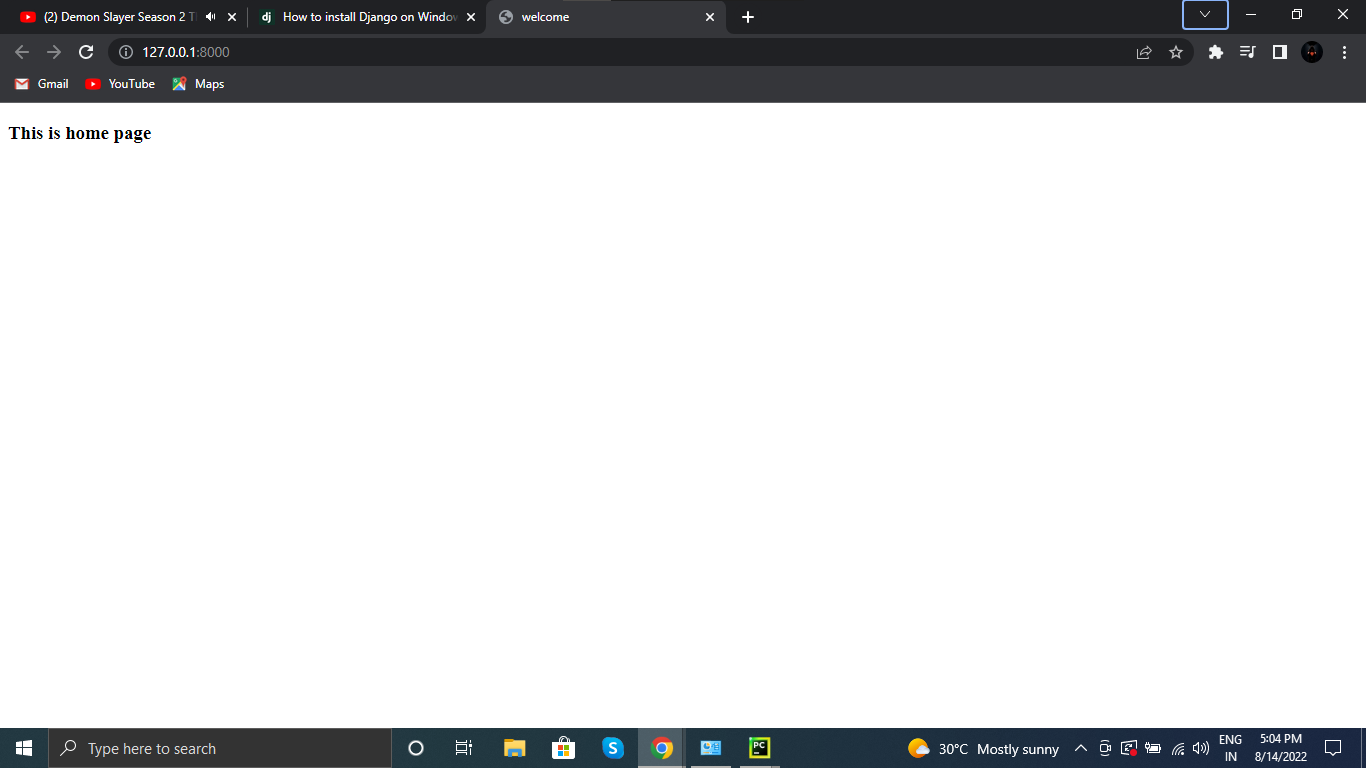 (2) Demon Slayer Season 2 T
dj How to install Django on Window
welcome
127.0.0.1:8000
Gmail
YouTube
Maps
This is home page
Type here to search
S
PC
30°C Mostly sunny
ENG
IN
5:04 PM
8/14/2022